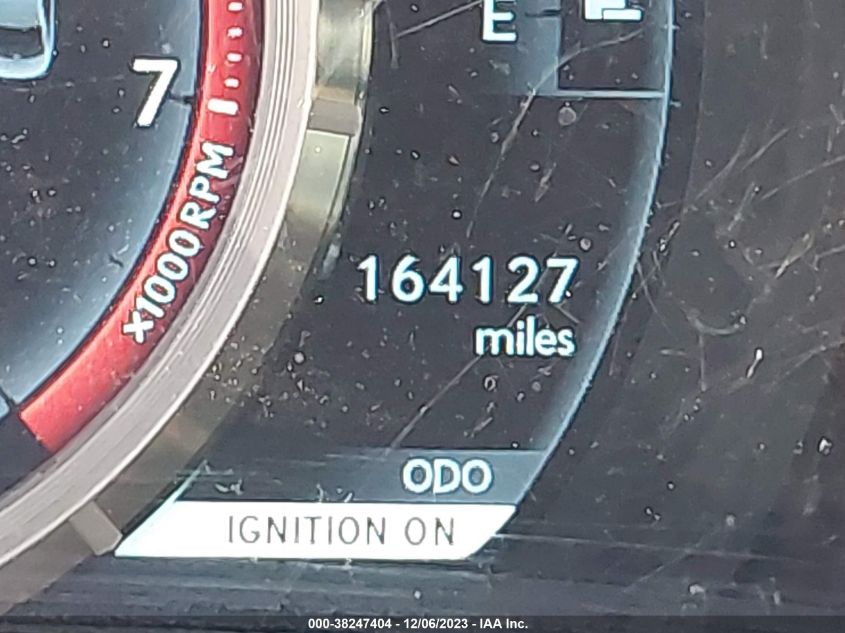 E
7
x1000RPM
164127
miles
ODO
IGNITION ON
000-38247404 - 12/06/2023 - IAA Inc.